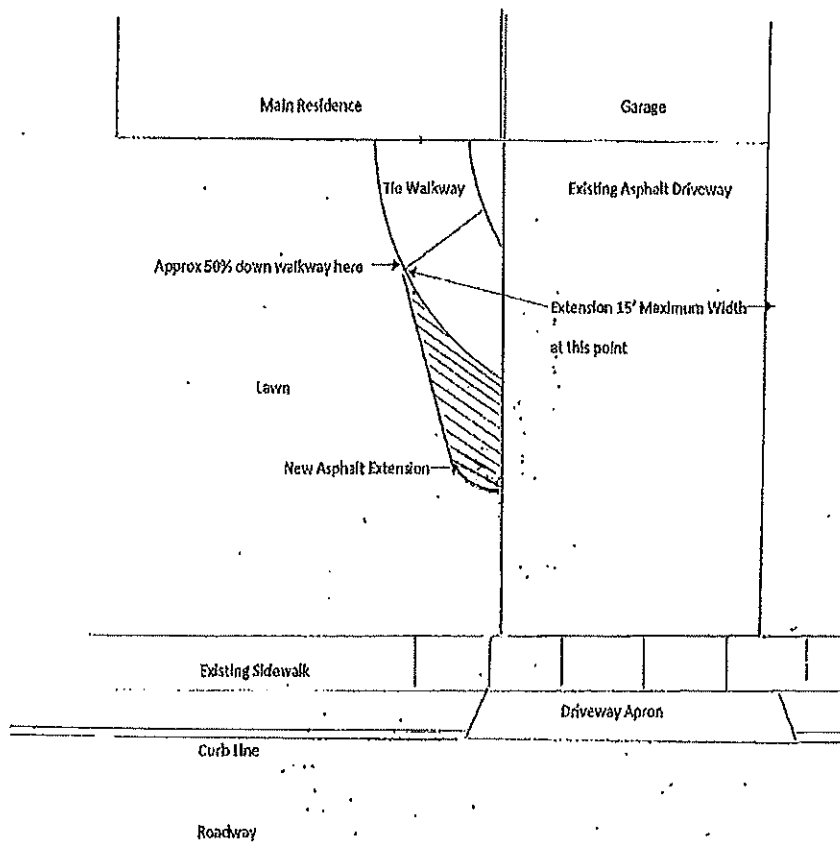 Main Residence
Garage
Tie Walkway
Existing Asphalt Driveway
Approx 50% down walkway here
Extension 15' Maximum Width
at this point
Lawn
New Asphalt Extension
Existing Sidewalk
Driveway Apron
Curb line
Roadway